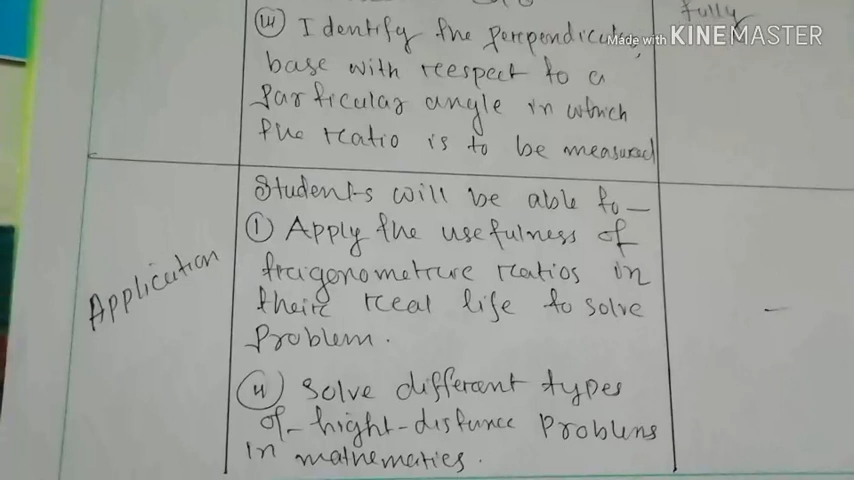 fully
Made with KINEMASTER
(iii) Identify the perpendicular,
base with respect to a
particular angle in which
the ratio is to be measured
Students will be able to —
(i) Apply the usefulness of
trigonometric ratios in
their real life to solve
problem.
Application
(ii) Solve different types
of hight-distance problems
in mathematics.